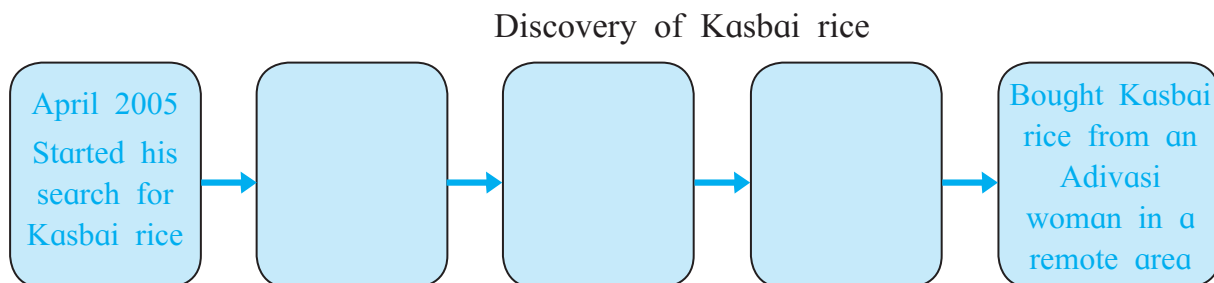 Discovery of Kasbai rice
April 2005
Started his
search for
Kasbai rice
Bought Kasbai
rice from an
Adivasi
woman in a
remote area